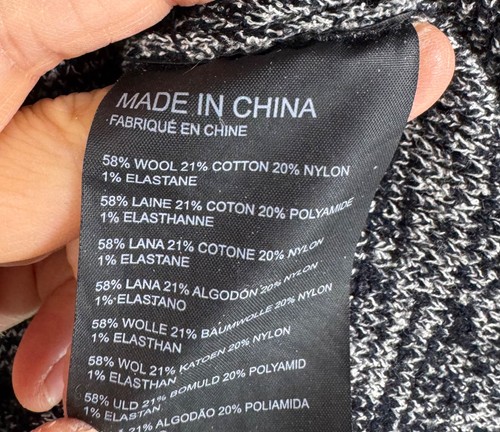 MADE IN CHINA
FABRIQUÉ EN CHINE
58% WOOL 21% COTTON 20% NYLON
1% ELASTANE
58% LAINE 21% COTON 20% POLYAMIDE
1% ELASTHANNE
58% LANA 21% COTONE 20% NYLON
1% ELASTANE
58% LANA 21% ALGODÓN 20% NYLON
1% ELASTANO
58% WOLLE 21% BAUMWOLLE 20% NYLON
1% ELASTHAN
58% WOL 21% KATOEN 20% NYLON
1% ELASTHAN
58% ULD 21% BOMULD 20% POLYAMID
1% ELASTAN
21% ALGODÃO 20% POLIAMIDA